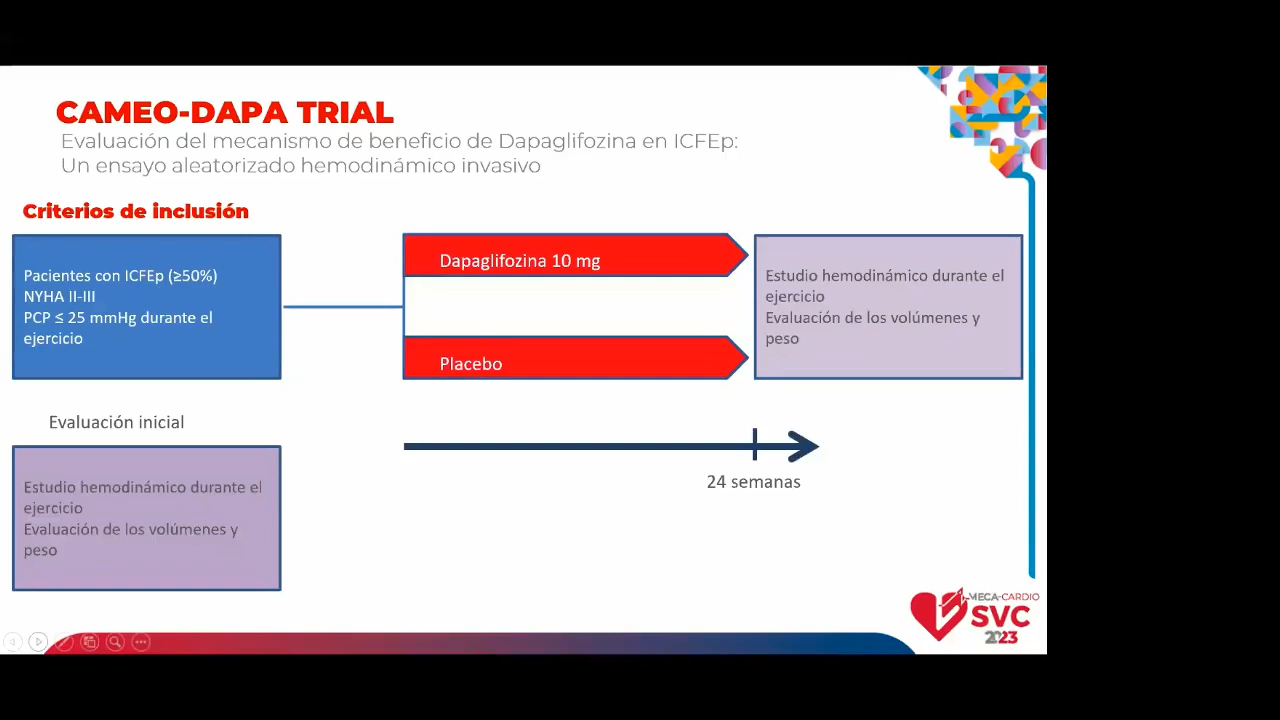 CAMEO-DAPA TRIAL
Evaluación del mecanismo de beneficio de Dapaglifozina en ICFEp:
Un ensayo aleatorizado hemodinámico invasivo
Criterios de inclusión
Pacientes con ICFEp (≥50%)
NYHA II-III
PCP ≤ 25 mmHg durante el
ejercicio
Dapaglifozina 10 mg
Placebo
Estudio hemodinámico durante el
ejercicio
Evaluación de los volúmenes y
peso
Evaluación inicial
Estudio hemodinámico durante el
ejercicio
Evaluación de los volúmenes y
peso
24 semanas
MECA-CARDIO
SVC
2023